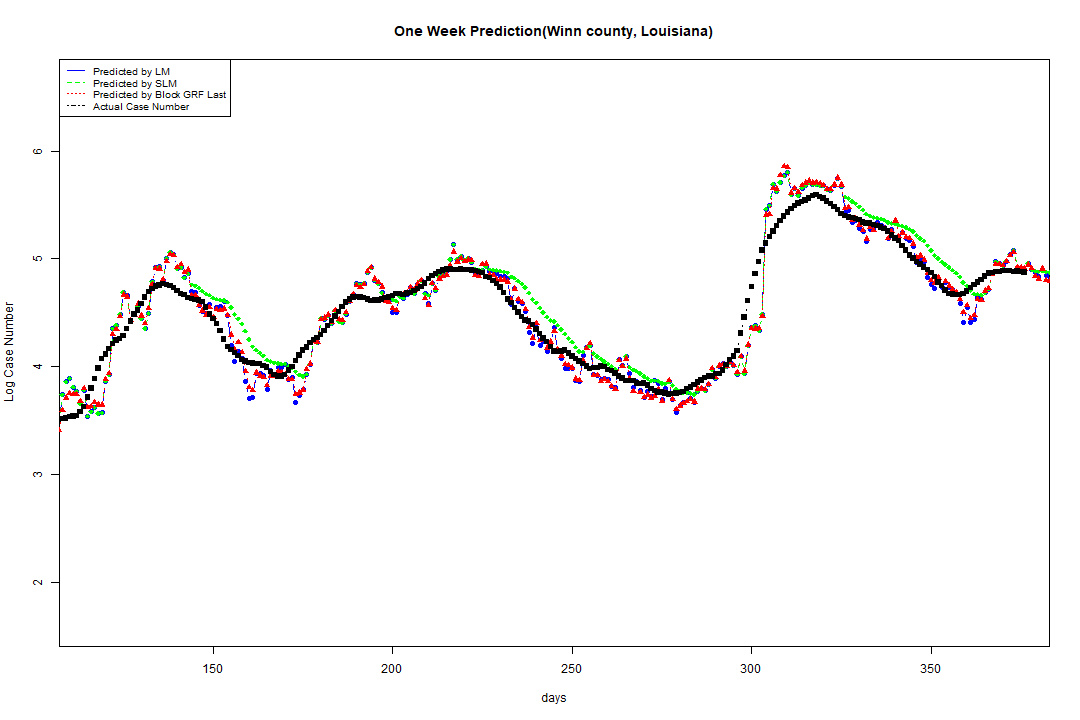 One Week Prediction(Winn county, Louisiana)
Predicted by LM
Predicted by SLM
Predicted by Block GRF Last
Actual Case Number
6
5
4
3
2
Log Case Number
150 200 250 300 350
days